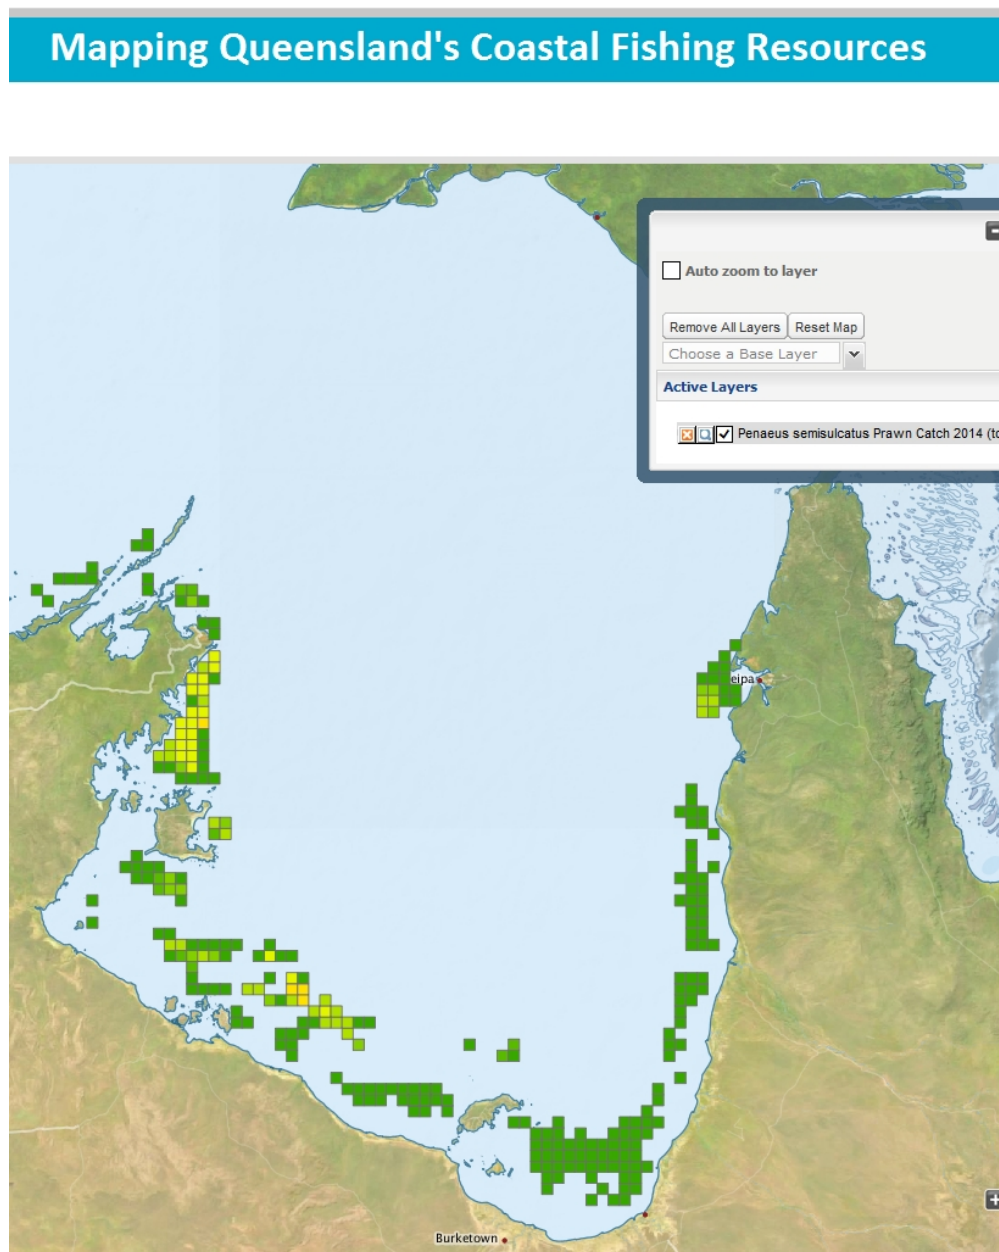 Mapping Queensland's Coastal Fishing Resources
Auto zoom to layer
Remove All Layers Reset Map
Choose a Base Layer
Active Layers
Penaeus semisulcatus Prawn Catch 2014 (to
eipa
Burketown